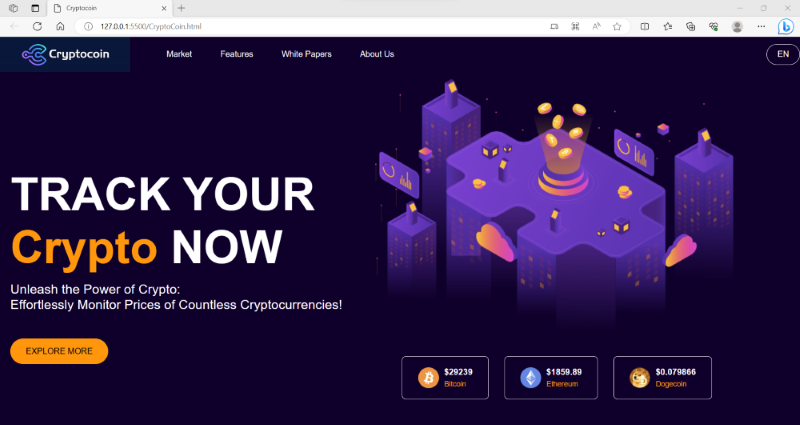 Cryptocoin
127.0.0.1:5500/CryptoCoin.html
Cryptocoin
Market
Features
White Papers
About Us
EN
TRACK YOUR
Crypto NOW
Unleash the Power of Crypto:
Effortlessly Monitor Prices of Countless Cryptocurrencies!
EXPLORE MORE
$29239
Bitcoin
$1859.89
Ethereum
$0.079866
Dogecoin